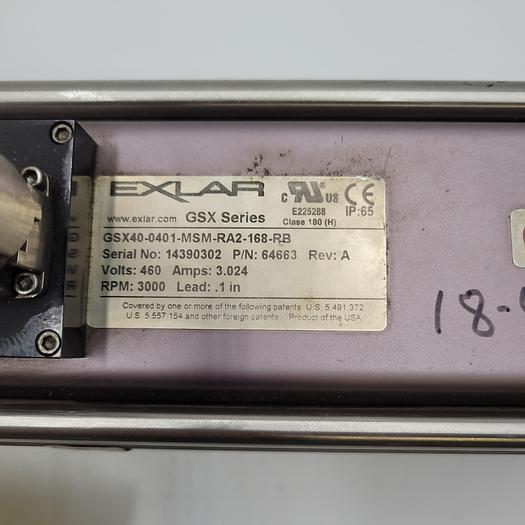 EXLAR
www.exlar.com GSX Series
C RU US CE
E225288 IP:65
Class 180 (H)
GSX40-0401-MSM-RA2-168-RB
Serial No: 14390302 P/N: 64663 Rev: A
Volts: 460 Amps: 3.024
RPM: 3000 Lead: .1 in
Covered by one or more of the following patents: U.S. 5,491,372,
U.S. 5,557,154 and other foreign patents. Product of the USA
18-